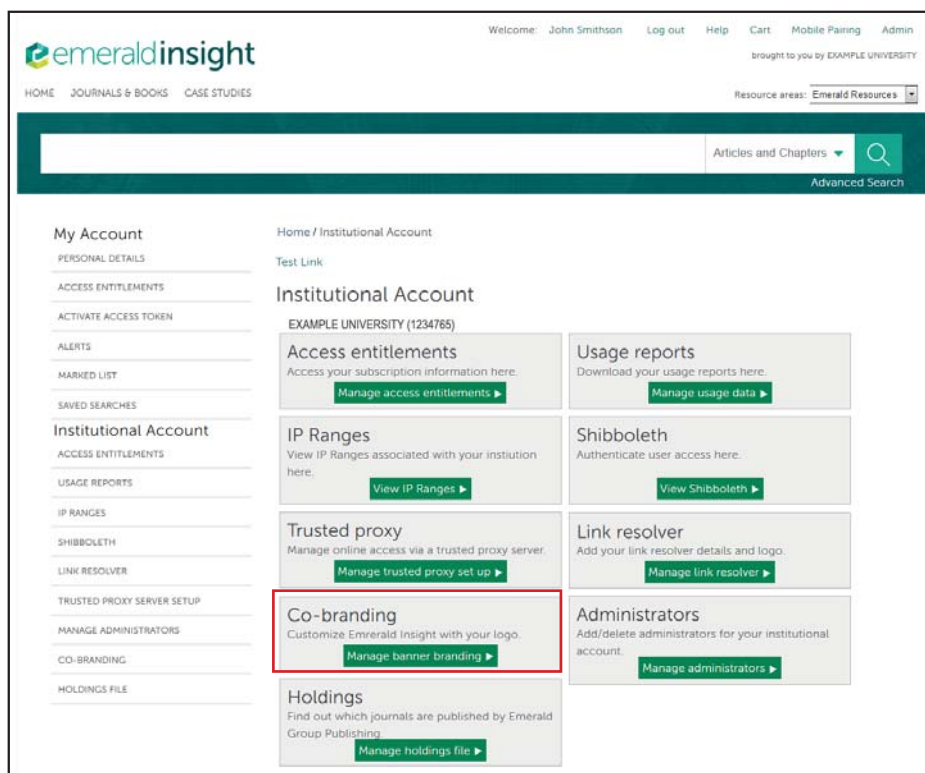 Welcome: John Smithson Log out Help Cart Mobile Pairing Admin
emeraldinsight
brought to you by EXAMPLE UNIVERSITY
HOME JOURNALS & BOOKS CASE STUDIES
Resource areas: Emerald Resources
Articles and Chapters
Advanced Search
My Account
PERSONAL DETAILS
ACCESS ENTITLEMENTS
ACTIVATE ACCESS TOKEN
ALERTS
MARKED LIST
SAVED SEARCHES
Institutional Account
ACCESS ENTITLEMENTS
USAGE REPORTS
IP RANGES
SHIBBOLETH
LINK RESOLVER
TRUSTED PROXY SERVER SETUP
MANAGE ADMINISTRATORS
CO-BRANDING
HOLDINGS FILE
Home / Institutional Account
Test Link
Institutional Account
EXAMPLE UNIVERSITY (1234765)
Access entitlements
Access your subscription information here.
Manage access entitlements
Usage reports
Download your usage reports here.
Manage usage data
IP Ranges
View IP Ranges associated with your instiution
here.
View IP Ranges
Shibboleth
Authenticate user access here.
View Shibboleth
Trusted proxy
Manage online access via a trusted proxy server.
Manage trusted proxy set up
Link resolver
Add your link resolver details and logo.
Manage link resolver
Co-branding
Customize Emrerald Insight with your logo.
Manage banner branding
Administrators
Add/delete administrators for your institutional
account.
Manage administrators
Holdings
Find out which journals are published by Emerald
Group Publishing
Manage holdings file